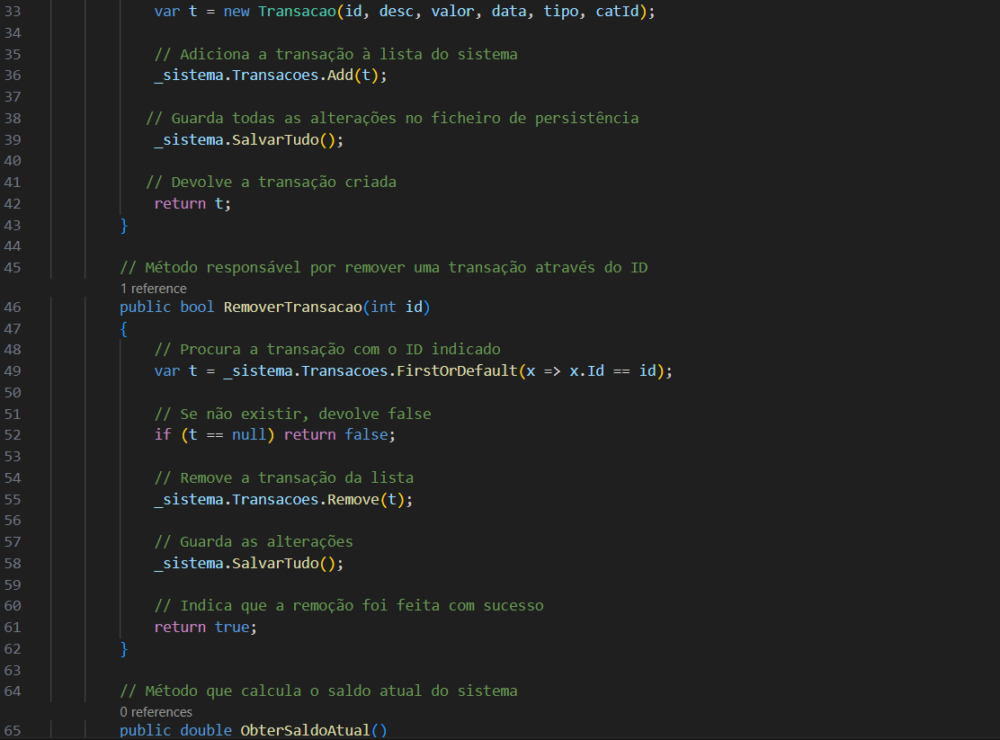 33 var t = new Transacao(id, desc, valor, data, tipo, catId);
34
35 // Adiciona a transação à lista do sistema
36 _sistema.Transacoes.Add(t);
37
38 // Guarda todas as alterações no ficheiro de persistência
39 _sistema.SalvarTudo();
40
41 // Devolve a transação criada
42 return t;
43 }
44
45 // Método responsável por remover uma transação através do ID
1 reference
46 public bool RemoverTransacao(int id)
47 {
48 // Procura a transação com o ID indicado
49 var t = _sistema.Transacoes.FirstOrDefault(x => x.Id == id);
50
51 // Se não existir, devolve false
52 if (t == null) return false;
53
54 // Remove a transação da lista
55 _sistema.Transacoes.Remove(t);
56
57 // Guarda as alterações
58 _sistema.SalvarTudo();
59
60 // Indica que a remoção foi feita com sucesso
61 return true;
62 }
63
64 // Método que calcula o saldo atual do sistema
0 references
65 public double ObterSaldoAtual()